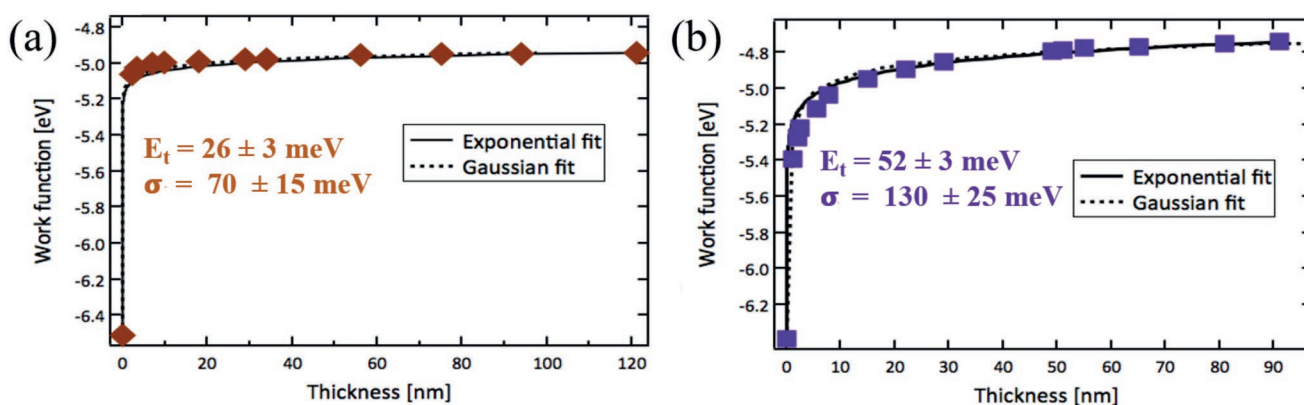 (a)
-4.8
-5.0
-5.2
-5.4
-5.6
-5.8
-6.0
-6.2
-6.4
Work function [eV]
E_t = 26 ± 3 meV
σ = 70 ± 15 meV
Exponential fit
Gaussian fit
0 20 40 60 80 100 120
Thickness [nm]
(b)
-4.8
-5.0
-5.2
-5.4
-5.6
-5.8
-6.0
-6.2
Work function [eV]
E_t = 52 ± 3 meV
σ = 130 ± 25 meV
Exponential fit
Gaussian fit
0 10 20 30 40 50 60 70 80 90
Thickness [nm]